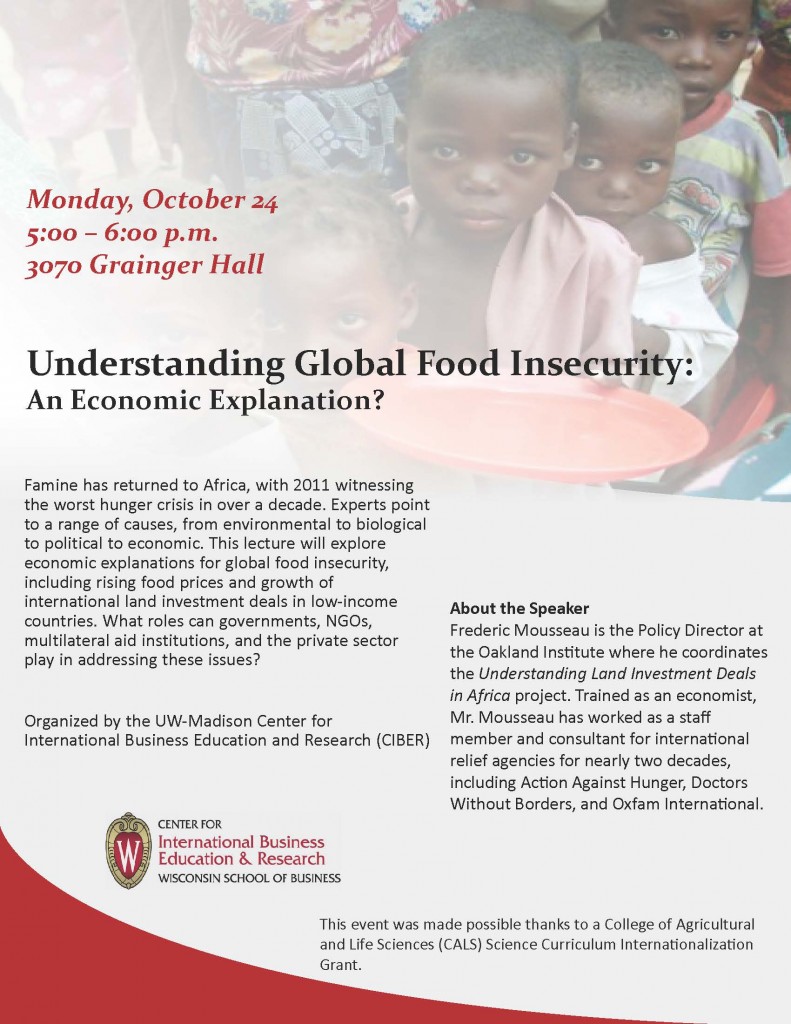 Monday, October 24
5:00 – 6:00 p.m.
3070 Grainger Hall
Understanding Global Food Insecurity:
An Economic Explanation?
Famine has returned to Africa, with 2011 witnessing
the worst hunger crisis in over a decade. Experts point
to a range of causes, from environmental to biological
to political to economic. This lecture will explore
economic explanations for global food insecurity,
including rising food prices and growth of
international land investment deals in low-income
countries. What roles can governments, NGOs,
multilateral aid institutions, and the private sector
play in addressing these issues?
Organized by the UW-Madison Center for
International Business Education and Research (CIBER)
About the Speaker
Frederic Mousseau is the Policy Director at
the Oakland Institute where he coordinates
the Understanding Land Investment Deals
in Africa project. Trained as an economist,
Mr. Mousseau has worked as a staff
member and consultant for international
relief agencies for nearly two decades,
including Action Against Hunger, Doctors
Without Borders, and Oxfam International.
W
CENTER FOR
International Business
Education & Research
WISCONSIN SCHOOL OF BUSINESS
This event was made possible thanks to a College of Agricultural
and Life Sciences (CALS) Science Curriculum Internationalization
Grant.